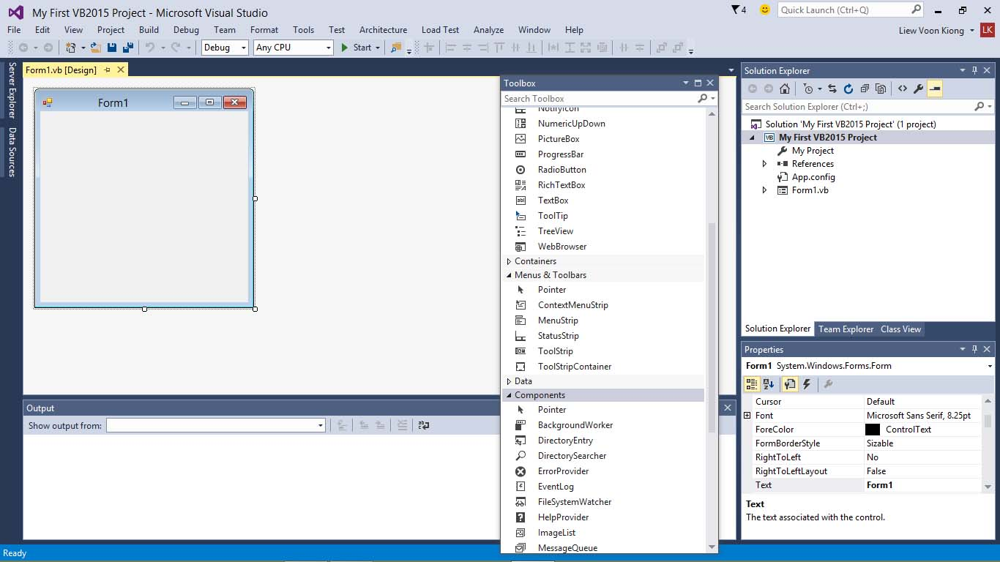 My First VB2015 Project - Microsoft Visual Studio
4
Quick Launch (Ctrl+Q)
File Edit View Project Build Debug Team Format Tools Test Architecture Load Test Analyze Window Help
Liew Voon Kiong
LK
Debug
Any CPU
Start
Server Explorer
Data Sources
Form1.vb [Design]
Form1
Toolbox
Search Toolbox
NotifyIcon
NumericUpDown
PictureBox
ProgressBar
RadioButton
RichTextBox
TextBox
ToolTip
TreeView
WebBrowser
Containers
Menus & Toolbars
Pointer
ContextMenuStrip
MenuStrip
StatusStrip
ToolStrip
ToolStripContainer
Data
Components
Pointer
BackgroundWorker
DirectoryEntry
DirectorySearcher
ErrorProvider
EventLog
FileSystemWatcher
HelpProvider
ImageList
MessageQueue
Output
Show output from:
Solution Explorer
Search Solution Explorer (Ctrl+;)
Solution 'My First VB2015 Project' (1 project)
VB My First VB2015 Project
My Project
References
App.config
Form1.vb
Solution Explorer Team Explorer Class View
Properties
Form1 System.Windows.Forms.Form
Cursor Default
Font Microsoft Sans Serif, 8.25pt
ForeColor ControlText
FormBorderStyle Sizable
RightToLeft No
RightToLeftLayout False
Text Form1
Text
The text associated with the control.
Ready